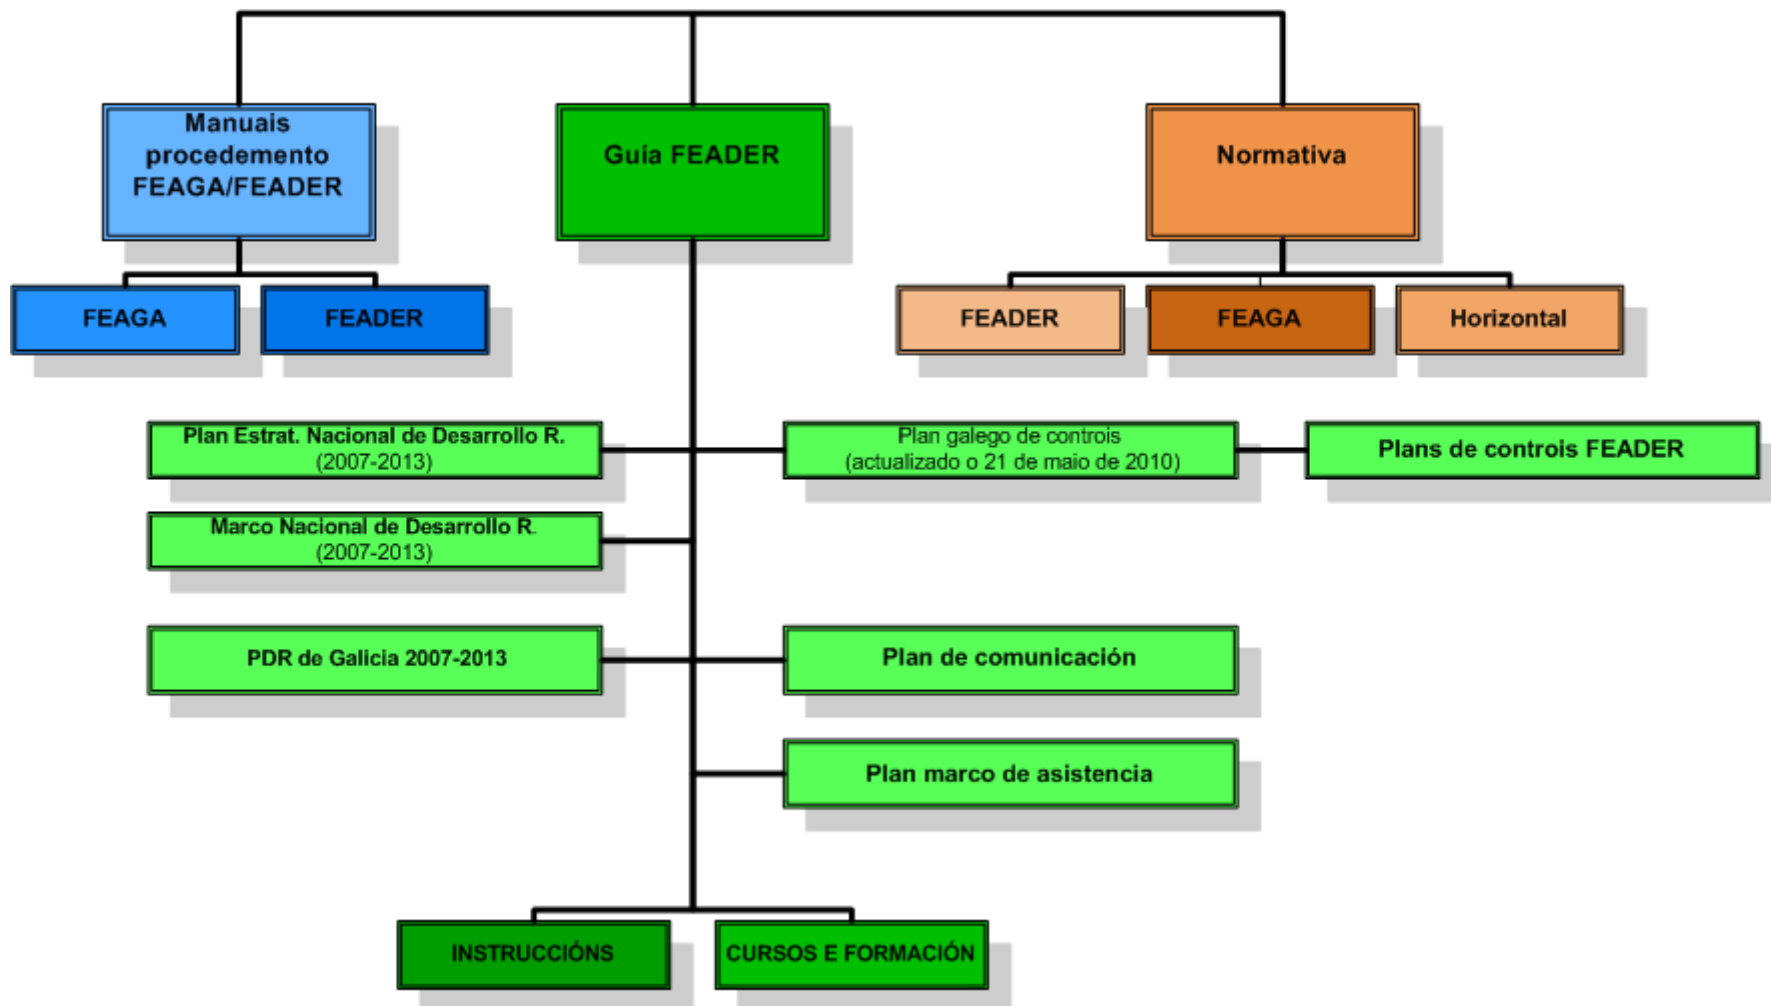 Manuais
procedemento
FEAGA/FEADER
Guía FEADER
Normativa
FEAGA
FEADER
FEADER
FEAGA
Horizontal
Plan Estrat. Nacional de Desarrollo R.
(2007-2013)
Plan galego de controis
(actualizado o 21 de maio de 2010)
Plans de controis FEADER
Marco Nacional de Desarrollo R.
(2007-2013)
PDR de Galicia 2007-2013
Plan de comunicación
Plan marco de asistencia
INSTRUCCIÓNS
CURSOS E FORMACIÓN